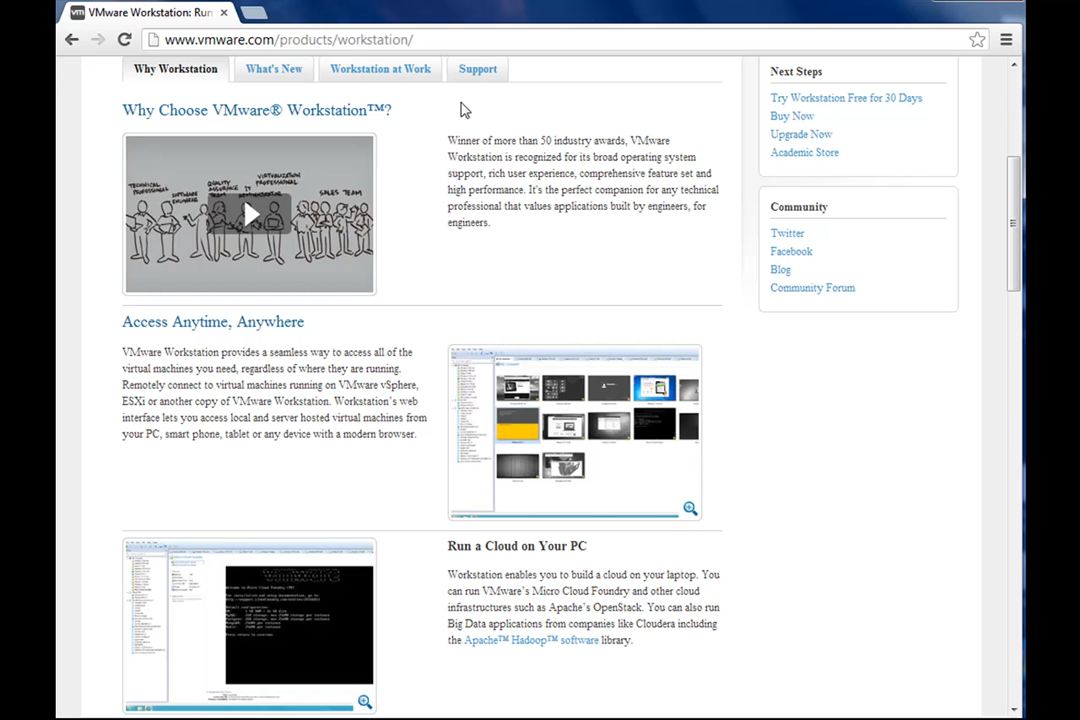 VMware Workstation: Run
www.vmware.com/products/workstation/
Why Workstation
What's New
Workstation at Work
Support
Why Choose VMware® Workstation™?
TECHNICAL PROFESSIONAL
SOFTWARE ENGINEER
QUALITY ASSURANCE TEAM
IT
VIRTUALIZATION PROFESSIONAL
SALES TEAM
Winner of more than 50 industry awards, VMware
Workstation is recognized for its broad operating system
support, rich user experience, comprehensive feature set and
high performance. It's the perfect companion for any technical
professional that values applications built by engineers, for
engineers.
Access Anytime, Anywhere
VMware Workstation provides a seamless way to access all of the
virtual machines you need, regardless of where they are running.
Remotely connect to virtual machines running on VMware vSphere,
ESXi or another copy of VMware Workstation. Workstation's web
interface lets you access local and server hosted virtual machines from
your PC, smart phone, tablet or any device with a modern browser.
Run a Cloud on Your PC
Workstation enables you to build a cloud on your laptop. You
can run VMware's Micro Cloud Foundry and other cloud
infrastructures such as Apache's OpenStack. You can also run
Big Data applications from companies like Cloudera including
the Apache™ Hadoop™ software library.
Next Steps
Try Workstation Free for 30 Days
Buy Now
Upgrade Now
Academic Store
Community
Twitter
Facebook
Blog
Community Forum